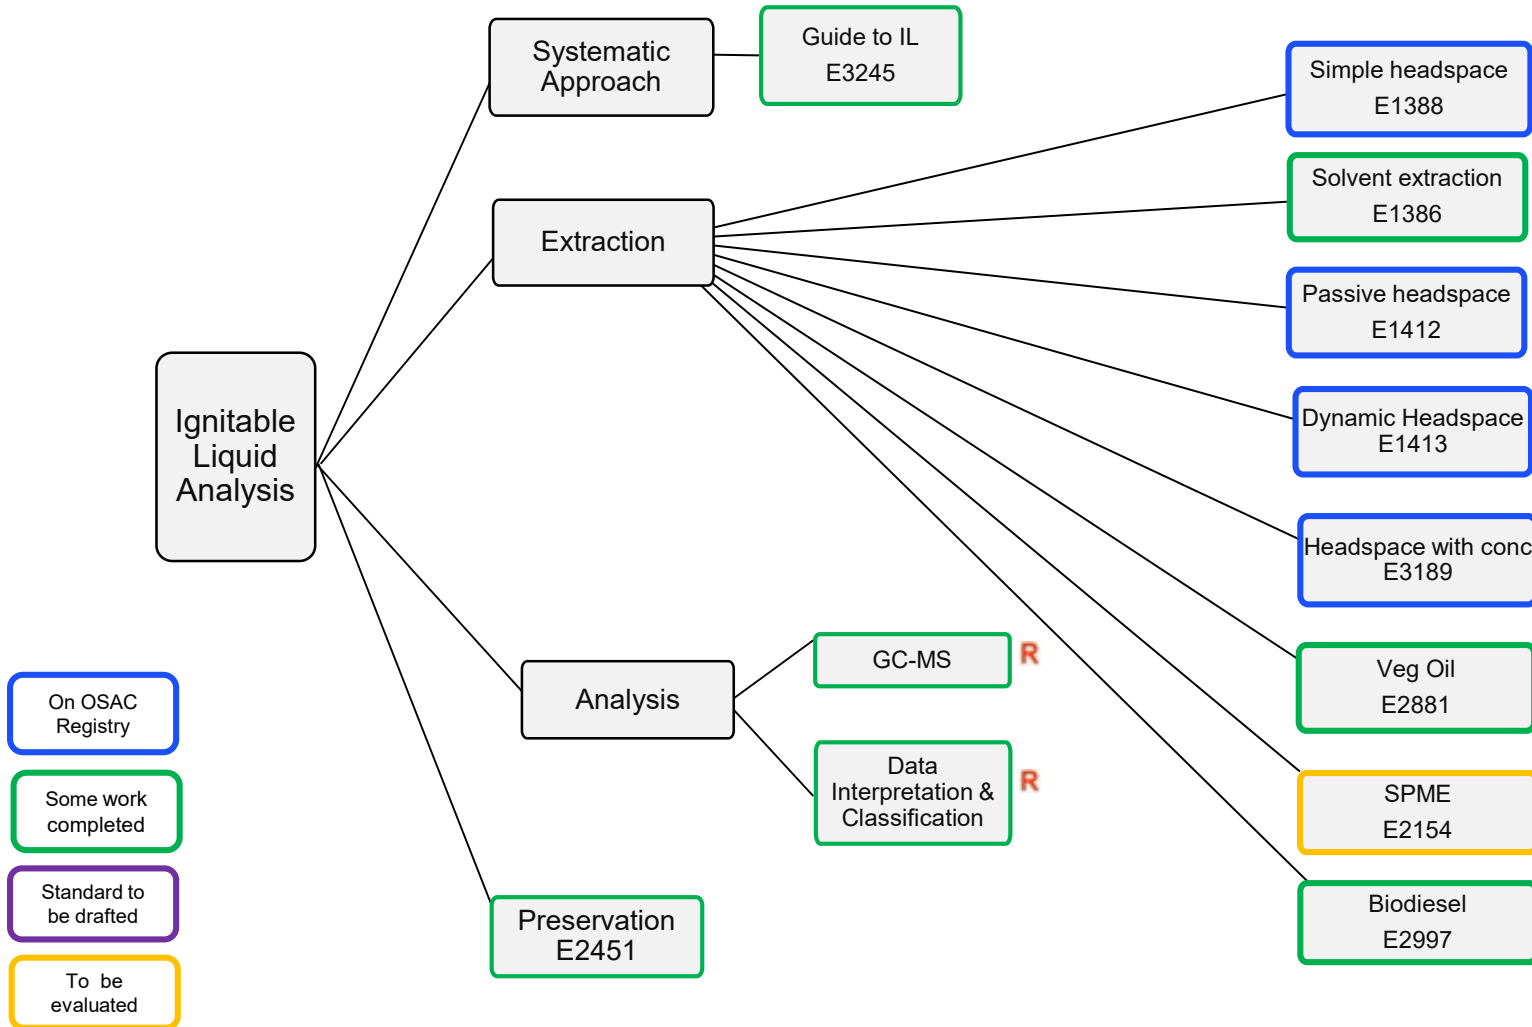 Systematic
Approach
Guide to IL
E3245
Simple headspace
E1388
Solvent extraction
E1386
Extraction
Passive headspace
E1412
Ignitable
Liquid
Analysis
Dynamic Headspace
E1413
Headspace with conc
E3189
GC-MS
R
Veg Oil
E2881
Analysis
Data
Interpretation &
Classification
R
SPME
E2154
Preservation
E2451
Biodiesel
E2997
On OSAC
Registry
Some work
completed
Standard to
be drafted
To be
evaluated